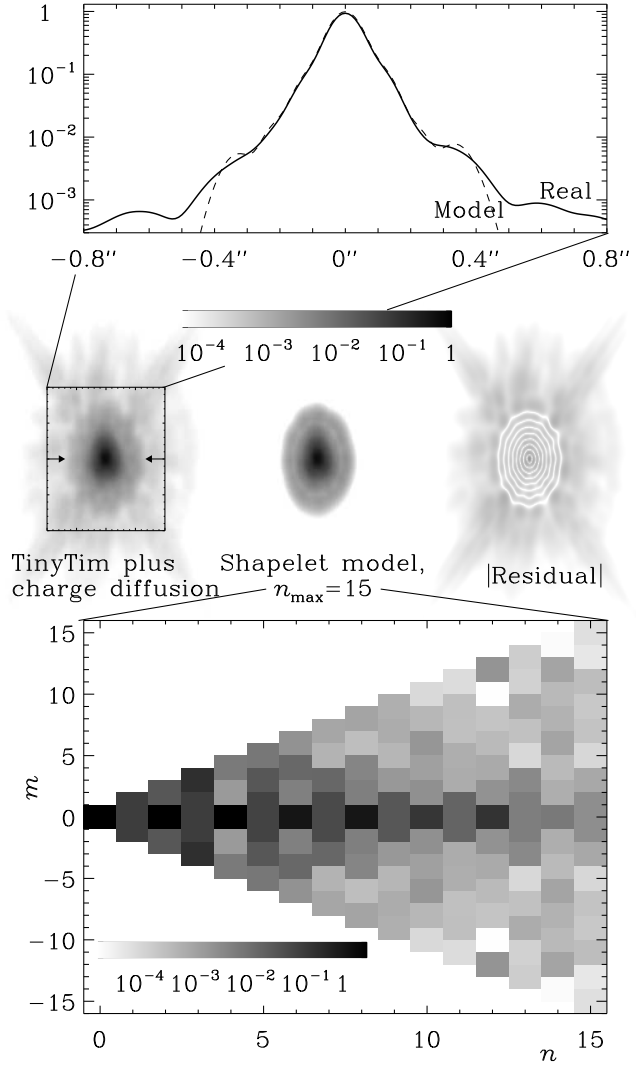 1
10⁻¹
10⁻²
10⁻³
Real
Model
−0.8″ −0.4″ 0″ 0.4″ 0.8″
10⁻⁴ 10⁻³ 10⁻² 10⁻¹ 1
TinyTim plus
charge diffusion
Shapelet model,
n_max=15
|Residual|
15
10
5
0
−5
−10
−15
m
10⁻⁴ 10⁻³ 10⁻² 10⁻¹ 1
0 5 10 15
n